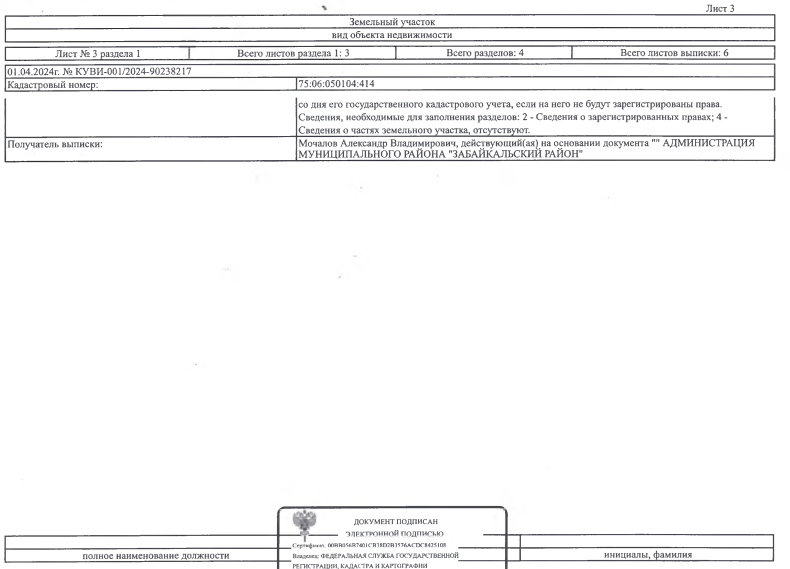 Лист 3
Земельный участок
вид объекта недвижимости
Лист № 3 раздела 1 Всего листов раздела 1: 3 Всего разделов: 4 Всего листов выписки: 6
01.04.2024г. № КУВИ-001/2024-90238217
Кадастровый номер: 75:06:050104:414
со дня его государственного кадастрового учета, если на него не будут зарегистрированы права.
Сведения, необходимые для заполнения разделов: 2 - Сведения о зарегистрированных правах; 4 -
Сведения о частях земельного участка, отсутствуют.
Получатель выписки: Мочалов Александр Владимирович, действующий(ая) на основании документа "" АДМИНИСТРАЦИЯ
МУНИЦИПАЛЬНОГО РАЙОНА "ЗАБАЙКАЛЬСКИЙ РАЙОН"
ДОКУМЕНТ ПОДПИСАН
ЭЛЕКТРОННОЙ ПОДПИСЬЮ
Сертификат:
Владелец: ФЕДЕРАЛЬНАЯ СЛУЖБА ГОСУДАРСТВЕННОЙ
РЕГИСТРАЦИИ, КАДАСТРА И КАРТОГРАФИИ
полное наименование должности инициалы, фамилия